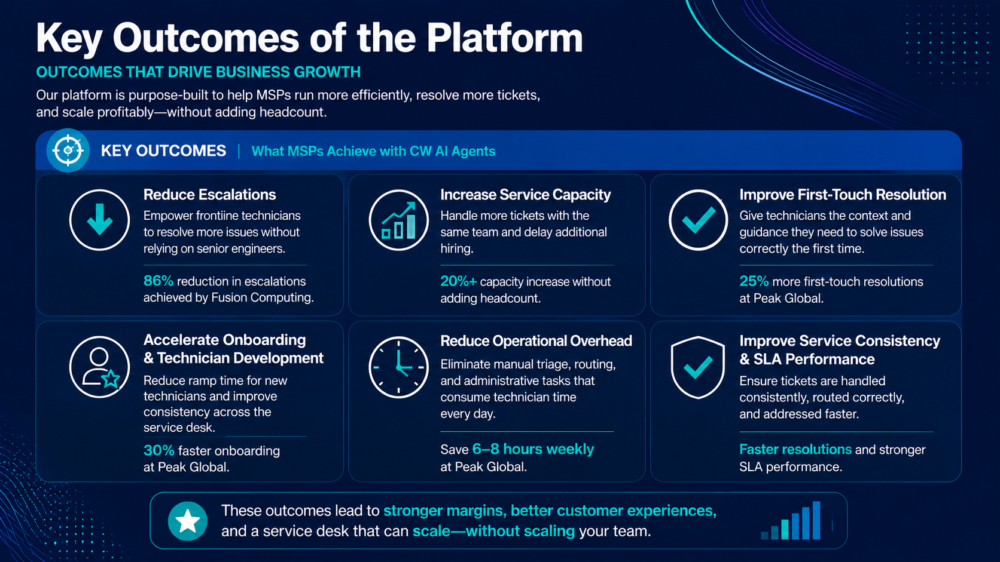 Key Outcomes of the Platform
OUTCOMES THAT DRIVE BUSINESS GROWTH
Our platform is purpose-built to help MSPs run more efficiently, resolve more tickets,
and scale profitably—without adding headcount.
KEY OUTCOMES | What MSPs Achieve with CW AI Agents
Reduce Escalations
Empower frontiine technicians
to resolve more issues without
relying on senior engineers.
86% reduction in escalations
achieved by Fusion Computing.
Increase Service Capacity
Handle more tickets with the
same team and delay additional
hiring.
20%+ capacity increase without
adding headcount.
Improve First-Touch Resolution
Give technicians the context and
guidance they need to solve issues
correctly the first time.
25% more first-touch resolutions
at Peak Global.
Accelerate Onboarding
& Technician Development
Reduce ramp time for new
technicians and improve
consistency across the
service desk.
30% faster onboarding
at Peak Global.
Reduce Operational Overhead
Eliminate manual triage, routing,
and administrative tasks that
consume technician time
every day.
Save 6–8 hours weekly
at Peak Global.
Improve Service Consistency
& SLA Performance
Ensure tickets are handled
consistently, routed correctly,
and addressed faster.
Faster resolutions and stronger
SLA performance.
These outcomes lead to stronger margins, better customer experiences,
and a service desk that can scale—without scaling your team.